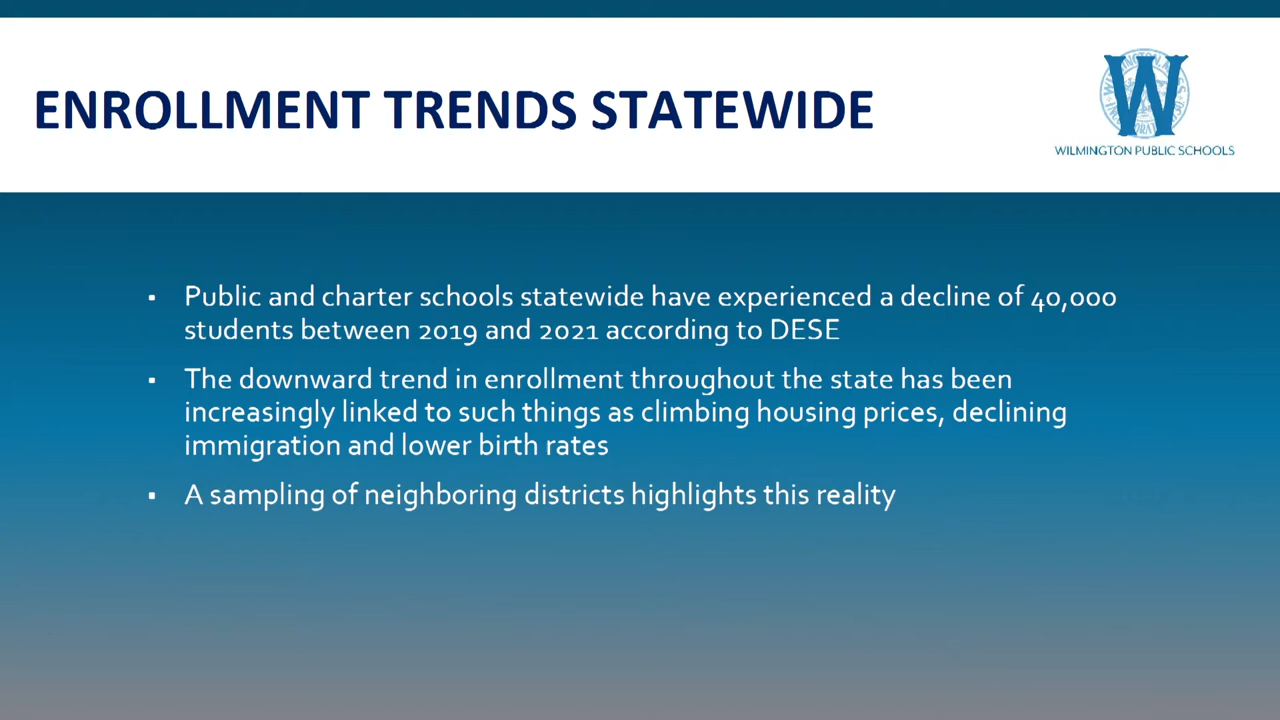 ENROLLMENT TRENDS STATEWIDE
W
WILMINGTON PUBLIC SCHOOLS
▪ Public and charter schools statewide have experienced a decline of 40,000
students between 2019 and 2021 according to DESE
▪ The downward trend in enrollment throughout the state has been
increasingly linked to such things as climbing housing prices, declining
immigration and lower birth rates
▪ A sampling of neighboring districts highlights this reality